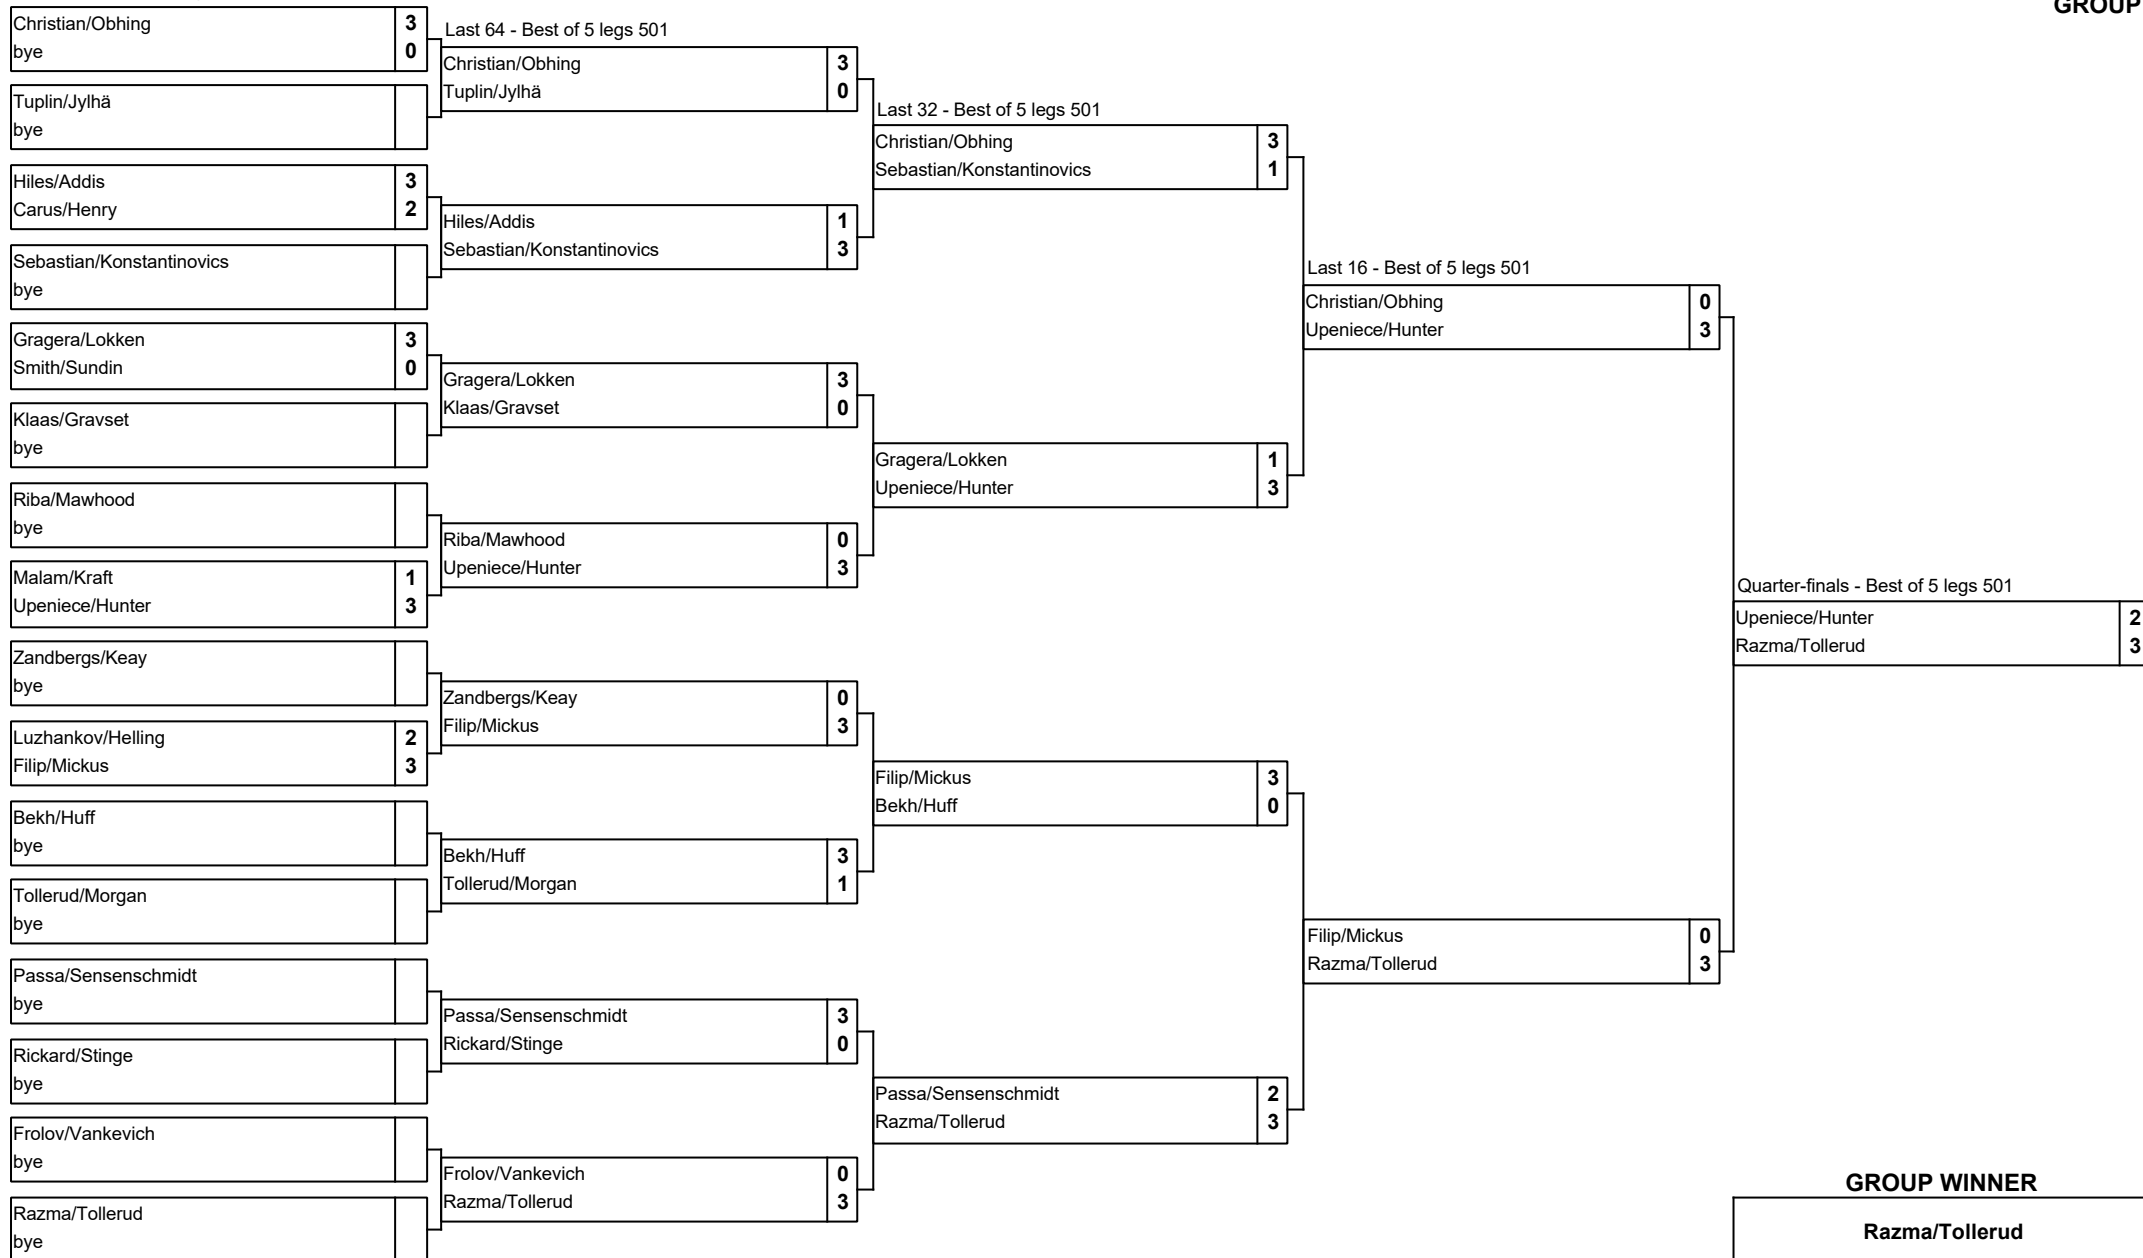 GROUP
Christian/Obhing 3
bye 0
Tuplin/Jylhä
bye
Hiles/Addis 3
Carus/Henry 2
Sebastian/Konstantinovics
bye
Gragera/Lokken 3
Smith/Sundin 0
Klaas/Gravset
bye
Riba/Mawhood
bye
Malam/Kraft 1
Upeniece/Hunter 3
Zandbergs/Keay
bye
Luzhankov/Helling 2
Filip/Mickus 3
Bekh/Huff
bye
Tollerud/Morgan
bye
Passa/Sensenschmidt
bye
Rickard/Stinge
bye
Frolov/Vankevich
bye
Razma/Tollerud
bye
Last 64 - Best of 5 legs 501
Christian/Obhing 3
Tuplin/Jylhä 0
Hiles/Addis 1
Sebastian/Konstantinovics 3
Gragera/Lokken 3
Klaas/Gravset 0
Riba/Mawhood 0
Upeniece/Hunter 3
Zandbergs/Keay 0
Filip/Mickus 3
Bekh/Huff 3
Tollerud/Morgan 1
Passa/Sensenschmidt 3
Rickard/Stinge 0
Frolov/Vankevich 0
Razma/Tollerud 3
Last 32 - Best of 5 legs 501
Christian/Obhing 3
Sebastian/Konstantinovics 1
Gragera/Lokken 1
Upeniece/Hunter 3
Filip/Mickus 3
Bekh/Huff 0
Passa/Sensenschmidt 2
Razma/Tollerud 3
Last 16 - Best of 5 legs 501
Christian/Obhing 0
Upeniece/Hunter 3
Filip/Mickus 0
Razma/Tollerud 3
Quarter-finals - Best of 5 legs 501
Upeniece/Hunter 2
Razma/Tollerud 3
GROUP WINNER
Razma/Tollerud